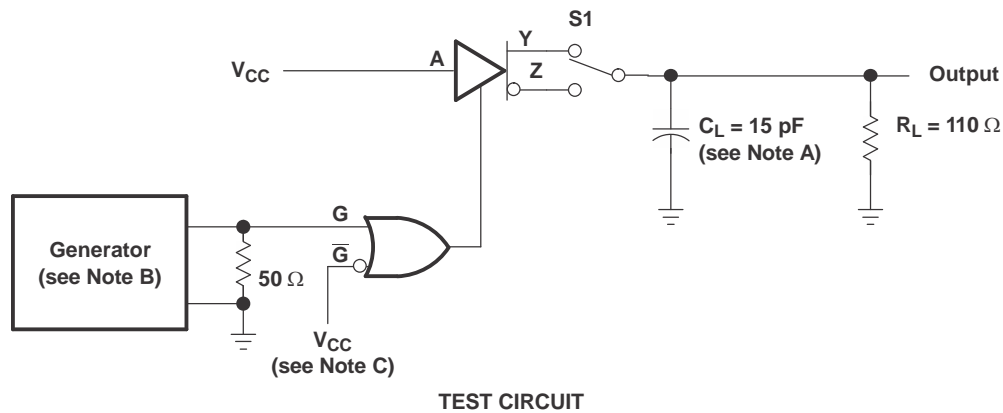 S1
Y
A
Z
VCC
Output
CL = 15 pF
(see Note A)
RL = 110 Ω
G
Generator
(see Note B)
G̅
50 Ω
VCC
(see Note C)
TEST CIRCUIT